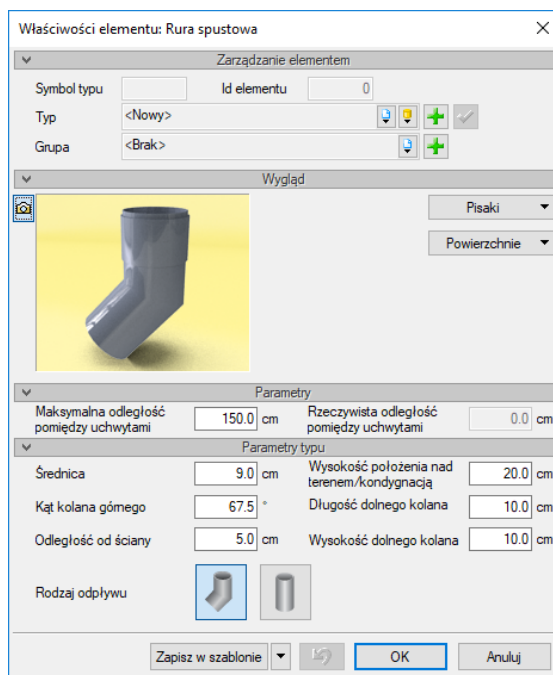 Właściwości elementu: Rura spustowa
Zarządzanie elementem
Symbol typu Id elementu 0
Typ <Nowy>
Grupa <Brak>
Wygląd
Pisaki
Powierzchnie
Parametry
Maksymalna odległość pomiędzy uchwytami 150.0 cm Rzeczywista odległość pomiędzy uchwytami 0.0 cm
Parametry typu
Średnica 9.0 cm Wysokość położenia nad terenem/kondygnacją 20.0 cm
Kąt kolana górnego 67.5 ° Długość dolnego kolana 10.0 cm
Odległość od ściany 5.0 cm Wysokość dolnego kolana 10.0 cm
Rodzaj odpływu
Zapisz w szablonie OK Anuluj